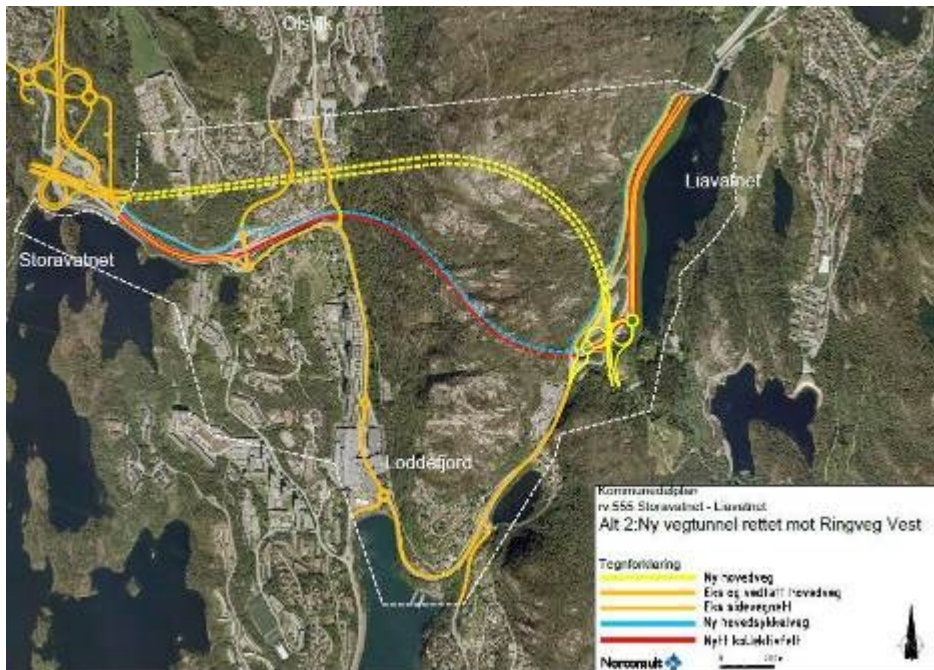 Olsvik
Liavatnet
Storavatnet
Loddefjord
Kommunedelplan
rv.555 Storavatnet - Liavatnet
Alt 2:Ny vegtunnel rettet mot Ringveg Vest
Tegnforklaring
Ny hovedveg
Eks og vedtatt hovedveg
Eks sidevegnett
Ny hovedsykkelveg
Nytt kollektivfelt
Norconsult
0